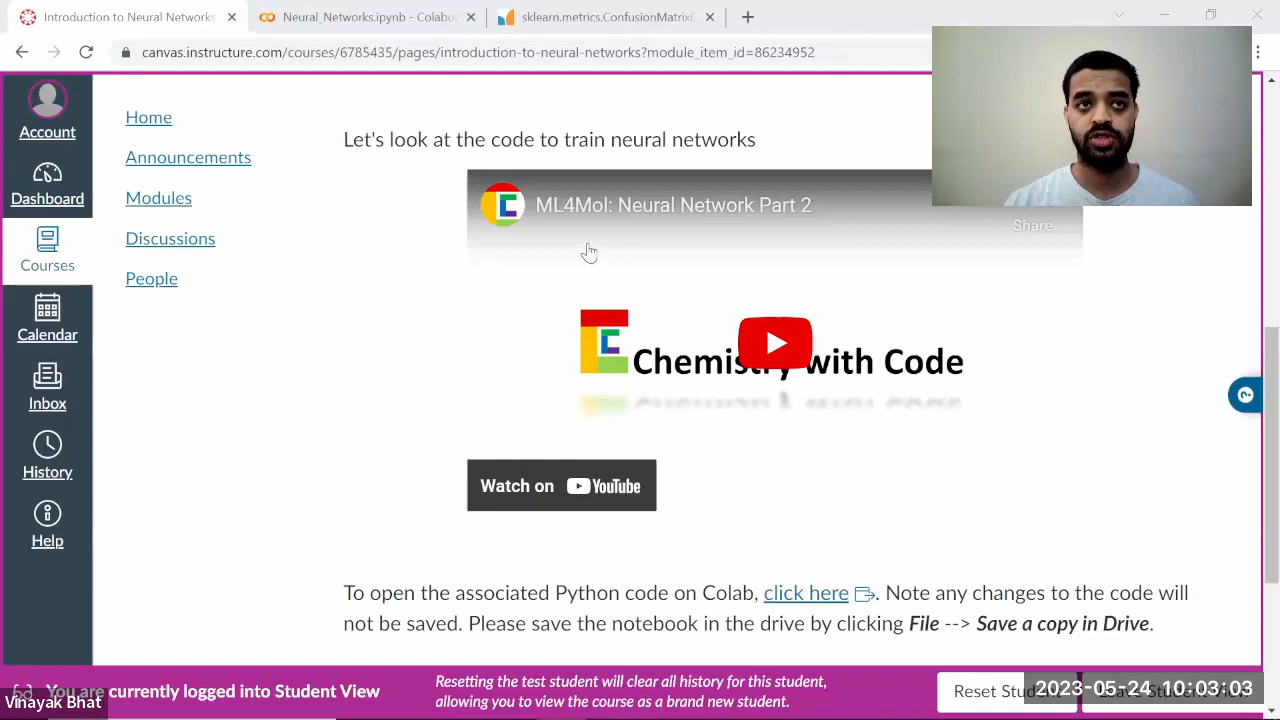 Introduction to Neural Networks
Neural_Networks.ipynb - Colabo
sklearn.metrics.ConfusionMatrixD
canvas.instructure.com/courses/6785435/pages/introduction-to-neural-networks?module_item_id=86234952
Account
Dashboard
Courses
Calendar
Inbox
History
Help
Home
Announcements
Modules
Discussions
People
Let's look at the code to train neural networks
ML4Mol: Neural Network Part 2
Share
Chemistry with Code
Watch on YouTube
To open the associated Python code on Colab, click here. Note any changes to the code will
not be saved. Please save the notebook in the drive by clicking File --> Save a copy in Drive.
You are currently logged into Student View
Resetting the test student will clear all history for this student,
allowing you to view the course as a brand new student.
Reset Student
2023-05-24 10:03:03
Vinayak Bhat